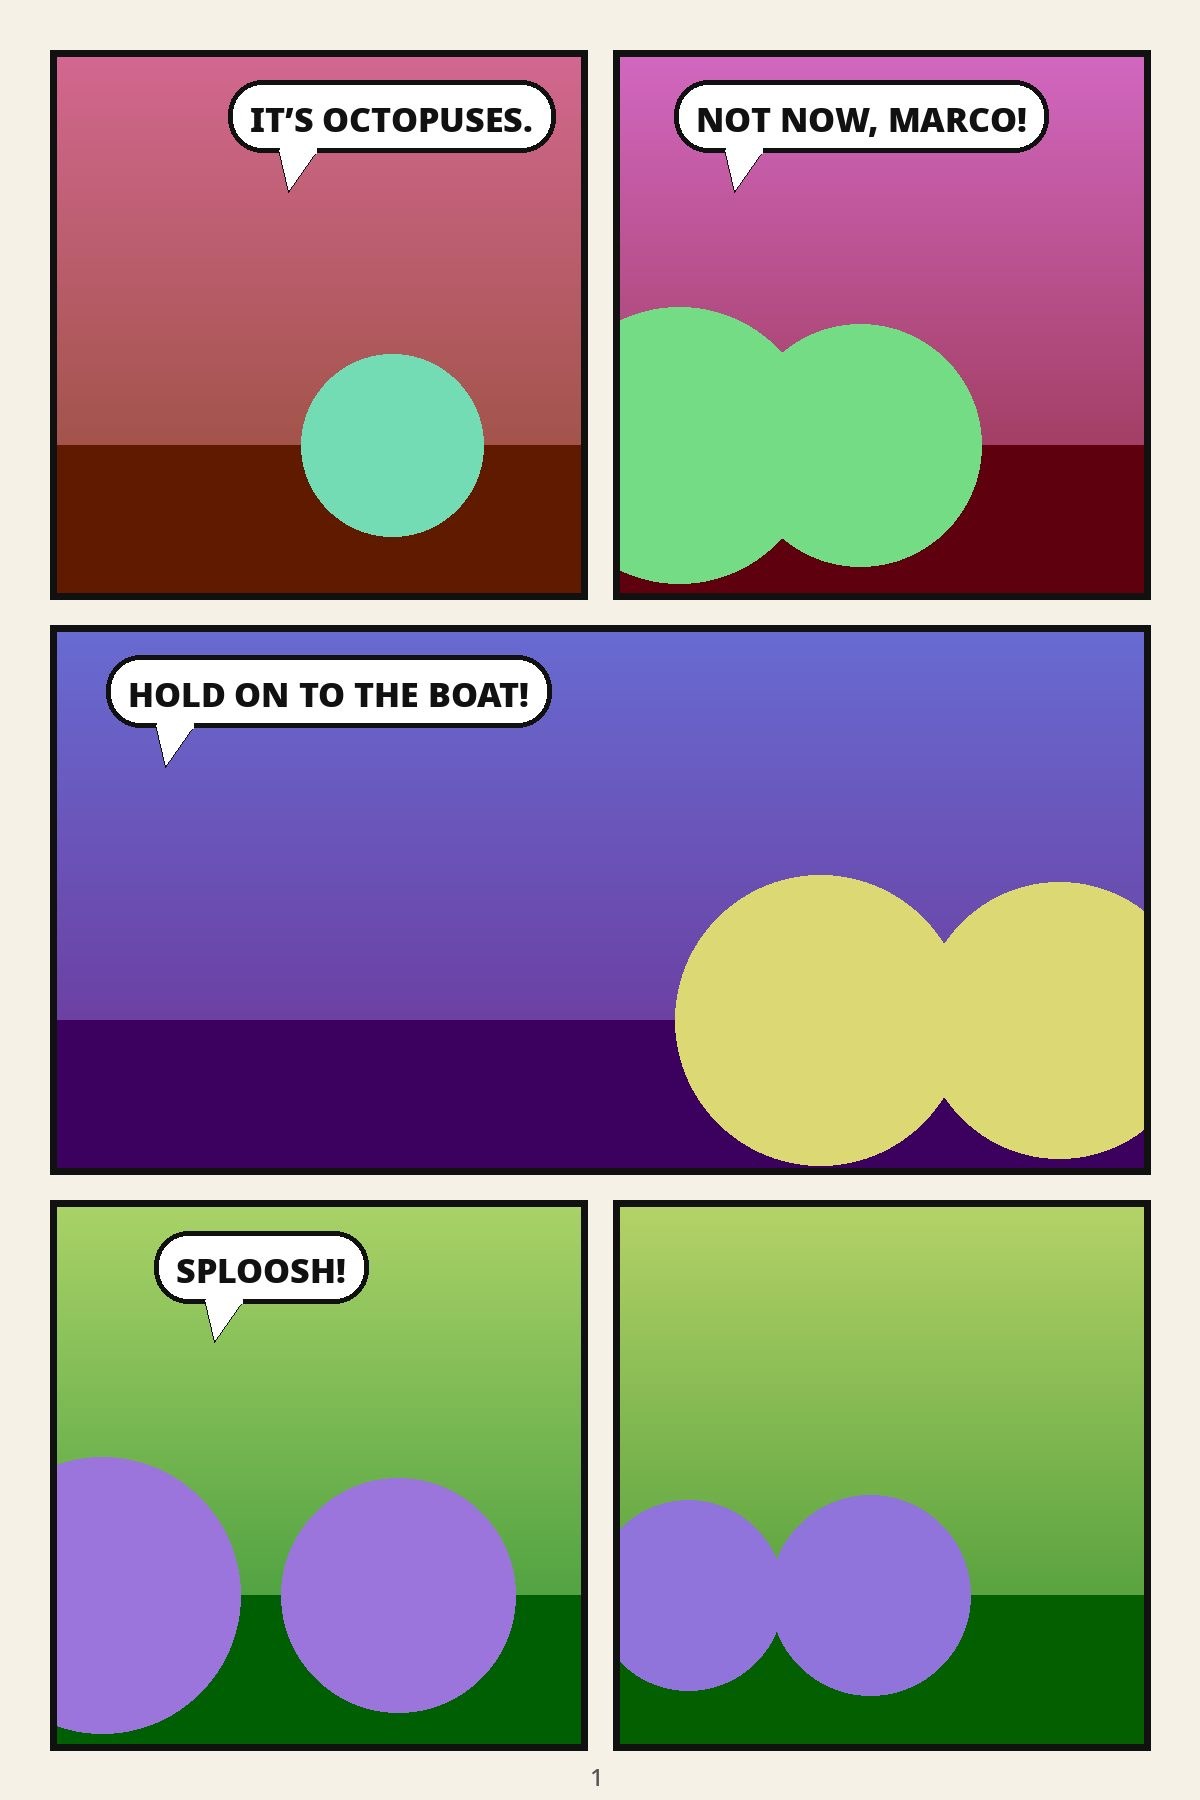 IT’S OCTOPUSES.
NOT NOW, MARCO!
HOLD ON TO THE BOAT!
SPLOOSH!
1